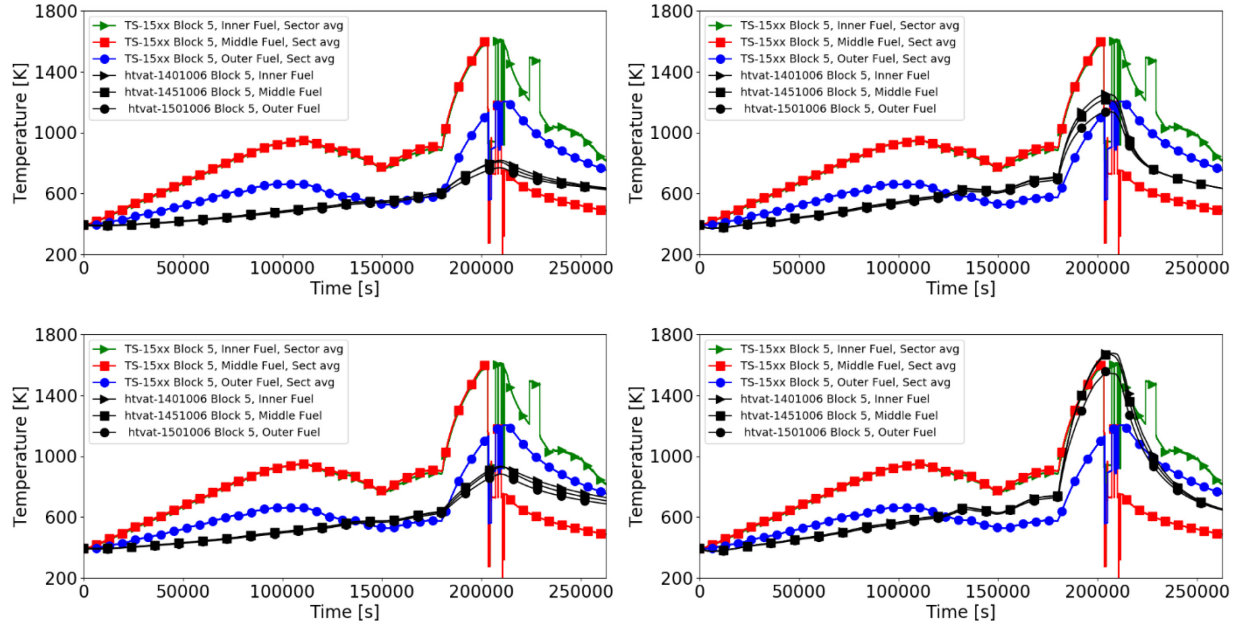 1800
1400
1000
600
200
Temperature [K]
TS-15xx Block 5, Inner Fuel, Sector avg
TS-15xx Block 5, Middle Fuel, Sect avg
TS-15xx Block 5, Outer Fuel, Sect avg
htvat-1401006 Block 5, Inner Fuel
htvat-1451006 Block 5, Middle Fuel
htvat-1501006 Block 5, Outer Fuel
0 50000 100000 150000 200000 250000
Time [s]
1800
1400
1000
600
200
Temperature [K]
TS-15xx Block 5, Inner Fuel, Sector avg
TS-15xx Block 5, Middle Fuel, Sect avg
TS-15xx Block 5, Outer Fuel, Sect avg
htvat-1401006 Block 5, Inner Fuel
htvat-1451006 Block 5, Middle Fuel
htvat-1501006 Block 5, Outer Fuel
0 50000 100000 150000 200000 250000
Time [s]
1800
1400
1000
600
200
Temperature [K]
TS-15xx Block 5, Inner Fuel, Sector avg
TS-15xx Block 5, Middle Fuel, Sect avg
TS-15xx Block 5, Outer Fuel, Sect avg
htvat-1401006 Block 5, Inner Fuel
htvat-1451006 Block 5, Middle Fuel
htvat-1501006 Block 5, Outer Fuel
0 50000 100000 150000 200000 250000
Time [s]
1800
1400
1000
600
200
Temperature [K]
TS-15xx Block 5, Inner Fuel, Sector avg
TS-15xx Block 5, Middle Fuel, Sect avg
TS-15xx Block 5, Outer Fuel, Sect avg
htvat-1401006 Block 5, Inner Fuel
htvat-1451006 Block 5, Middle Fuel
htvat-1501006 Block 5, Outer Fuel
0 50000 100000 150000 200000 250000
Time [s]